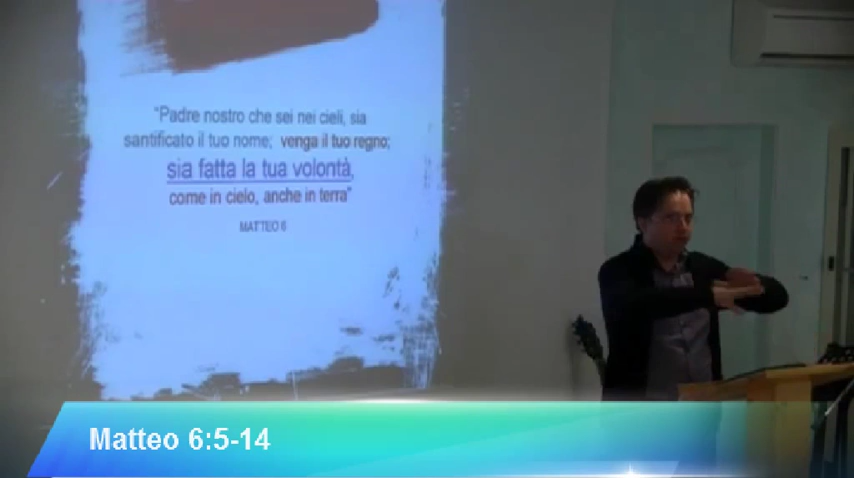 "Padre nostro che sei nei cieli, sia
santificato il tuo nome; venga il tuo regno;
sia fatta la tua volontà,
come in cielo, anche in terra"
MATTEO 6
Matteo 6:5-14